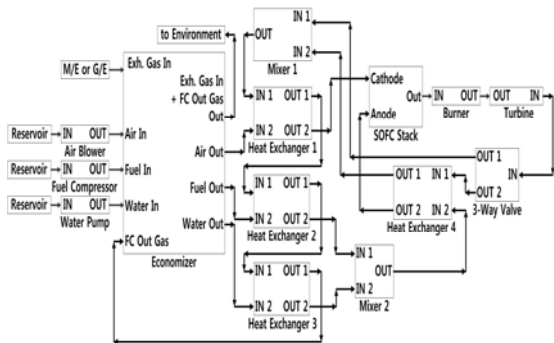 to Environment
M/E or G/E
Exh. Gas In
Exh. Gas In
+ FC Out Gas
Out
Reservoir
IN OUT
Air Blower
Air In
Air Out
Reservoir
IN OUT
Fuel Compressor
Fuel In
Fuel Out
Reservoir
IN OUT
Water Pump
Water In
Water Out
FC Out Gas
Economizer
IN 1
OUT
IN 2
Mixer 1
IN 1 OUT 1
IN 2 OUT 2
Heat Exchanger 1
IN 1 OUT 1
IN 2 OUT 2
Heat Exchanger 2
IN 1 OUT 1
IN 2 OUT 2
Heat Exchanger 3
Cathode
Out
Anode
SOFC Stack
IN OUT
Burner
OUT IN
Turbine
OUT 1
IN
OUT 2
3-Way Valve
OUT 1 IN 1
OUT 2 IN 2
Heat Exchanger 4
IN 1
OUT
IN 2
Mixer 2